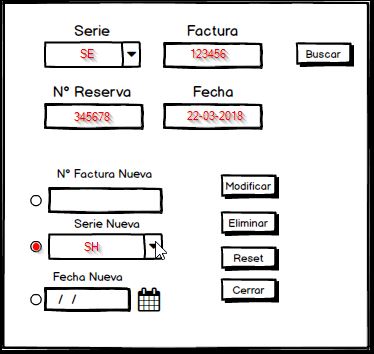 Serie Factura
SE 123456 Buscar
Nº Reserva Fecha
345678 22-03-2018
Nº Factura Nueva
Modificar
Serie Nueva
Eliminar
SH
Reset
Fecha Nueva
Cerrar
/ /